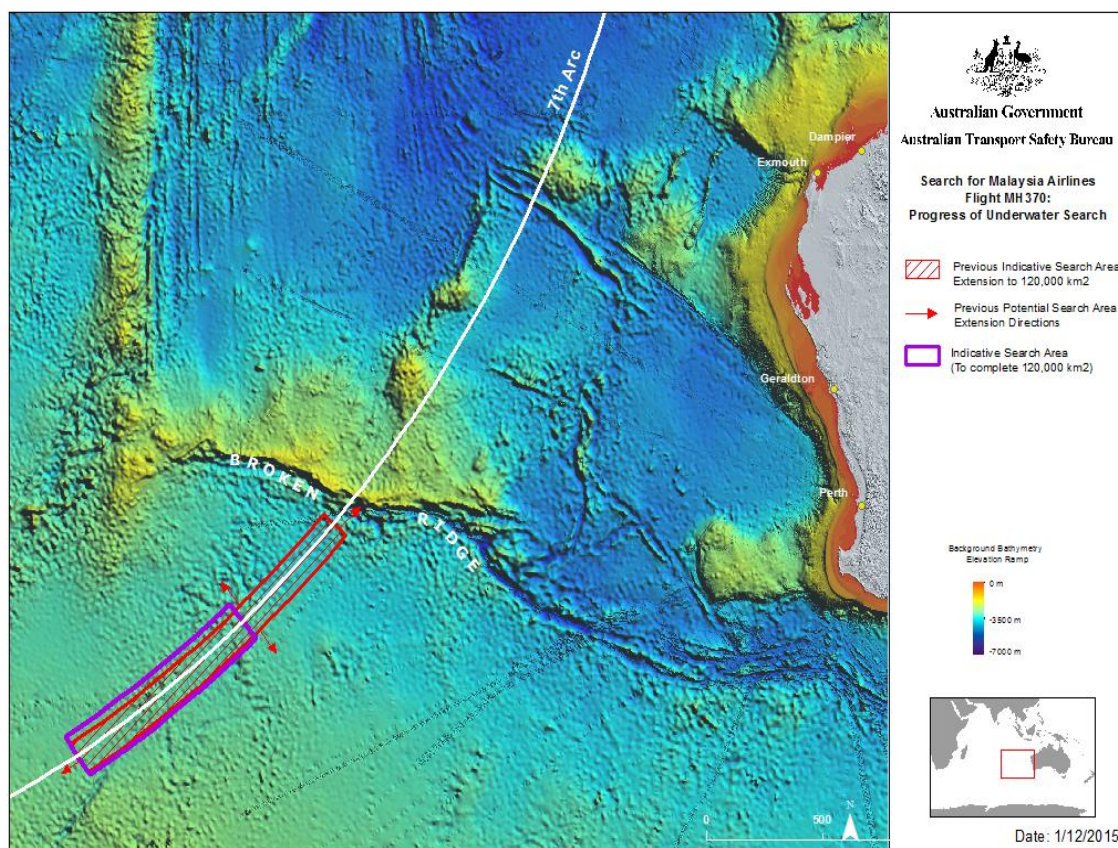 7th Arc
Dampier
Exmouth
Geraldton
Perth
BROKEN
RIDGE
0
500
N
Australian Government
Australian Transport Safety Bureau
Search for Malaysia Airlines
Flight MH370:
Progress of Underwater Search
Previous Indicative Search Area
Extension to 120,000 km2
Previous Potential Search Area
Extension Directions
Indicative Search Area
(To complete 120,000 km2)
Background Bathymetry
Elevation Ramp
0 m
-3500 m
-7000 m
Date: 1/12/2015